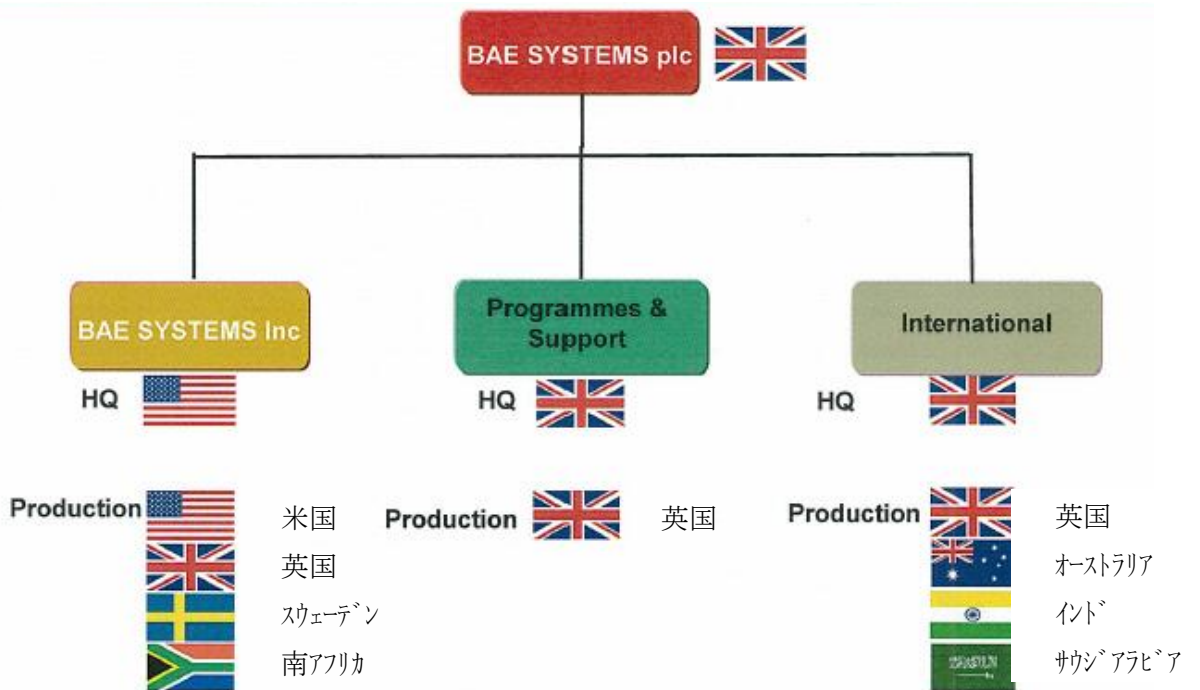 BAE SYSTEMS plc
BAE SYSTEMS Inc
Programmes &
Support
International
HQ
HQ
HQ
Production
米国
英国
スウェーデン
南アフリカ
Production
英国
Production
英国
オーストラリア
インド
サウジアラビア